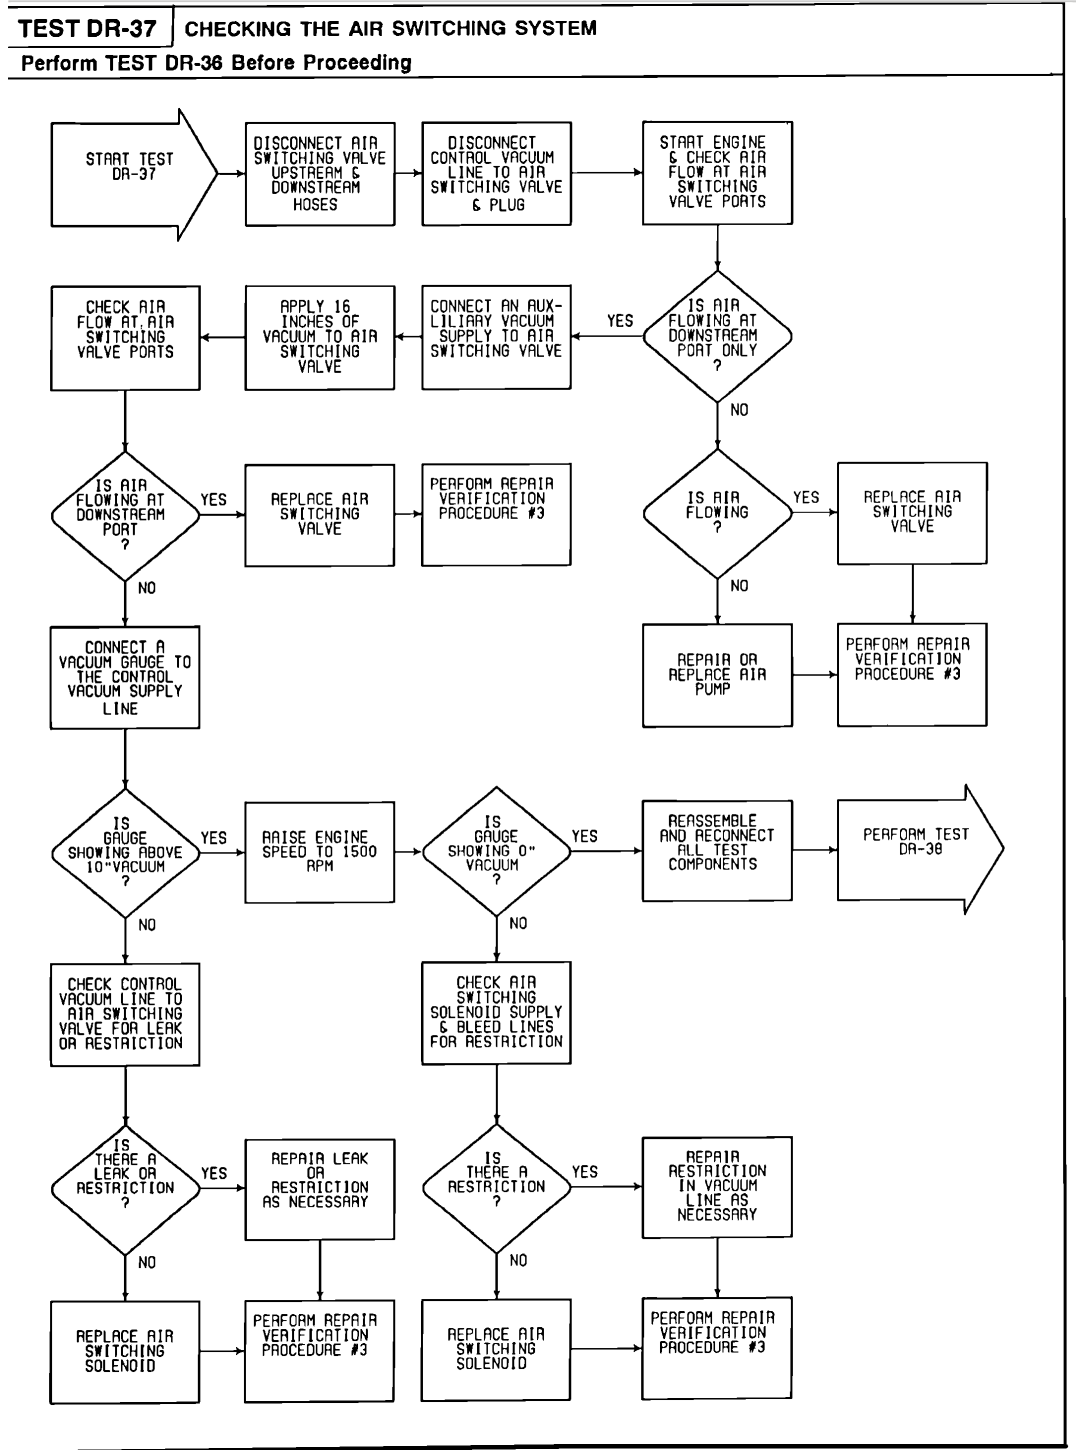 TEST DR-37 CHECKING THE AIR SWITCHING SYSTEM
Perform TEST DR-36 Before Proceeding
START TEST
DR-37
DISCONNECT AIR
SWITCHING VALVE
UPSTREAM &
DOWNSTREAM
HOSES
DISCONNECT
CONTROL VACUUM
LINE TO AIR
SWITCHING VALVE
& PLUG
START ENGINE
& CHECK AIR
FLOW AT AIR
SWITCHING
VALVE PORTS
IS AIR
FLOWING AT
DOWNSTREAM
PORT ONLY
?
YES
CONNECT AN AUX-
LILIARY VACUUM
SUPPLY TO AIR
SWITCHING VALVE
APPLY 16
INCHES OF
VACUUM TO AIR
SWITCHING
VALVE
CHECK AIR
FLOW AT AIR
SWITCHING
VALVE PORTS
NO
IS AIR
FLOWING AT
DOWNSTREAM
PORT
?
YES
REPLACE AIR
SWITCHING
VALVE
PERFORM REPAIR
VERIFICATION
PROCEDURE #3
IS AIR
FLOWING
?
YES
REPLACE AIR
SWITCHING
VALVE
NO
NO
CONNECT A
VACUUM GAUGE TO
THE CONTROL
VACUUM SUPPLY
LINE
REPAIR OR
REPLACE AIR
PUMP
PERFORM REPAIR
VERIFICATION
PROCEDURE #3
IS
GAUGE
SHOWING ABOVE
10"VACUUM
?
YES
RAISE ENGINE
SPEED TO 1500
RPM
IS
GAUGE
SHOWING 0"
VACUUM
?
YES
REASSEMBLE
AND RECONNECT
ALL TEST
COMPONENTS
PERFORM TEST
DR-38
NO
NO
CHECK CONTROL
VACUUM LINE TO
AIR SWITCHING
VALVE FOR LEAK
OR RESTRICTION
CHECK AIR
SWITCHING
SOLENOID SUPPLY
& BLEED LINES
FOR RESTRICTION
IS
THERE A
LEAK OR
RESTRICTION
?
YES
REPAIR LEAK
OR
RESTRICTION
AS NECESSARY
IS
THERE A
RESTRICTION
?
YES
REPAIR
RESTRICTION
IN VACUUM
LINE AS
NECESSARY
NO
NO
REPLACE AIR
SWITCHING
SOLENOID
PERFORM REPAIR
VERIFICATION
PROCEDURE #3
REPLACE AIR
SWITCHING
SOLENOID
PERFORM REPAIR
VERIFICATION
PROCEDURE #3